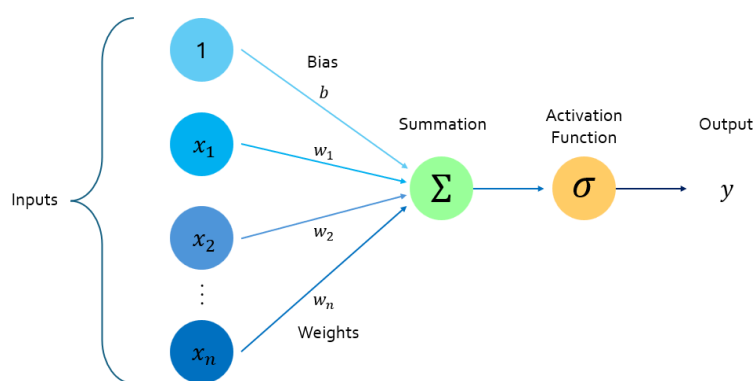 1
Bias
b
Summation
Activation
Function
Output
x₁
w₁
Inputs
Σ
σ
y
x₂
w₂
⋮
wₙ
Weights
xₙ